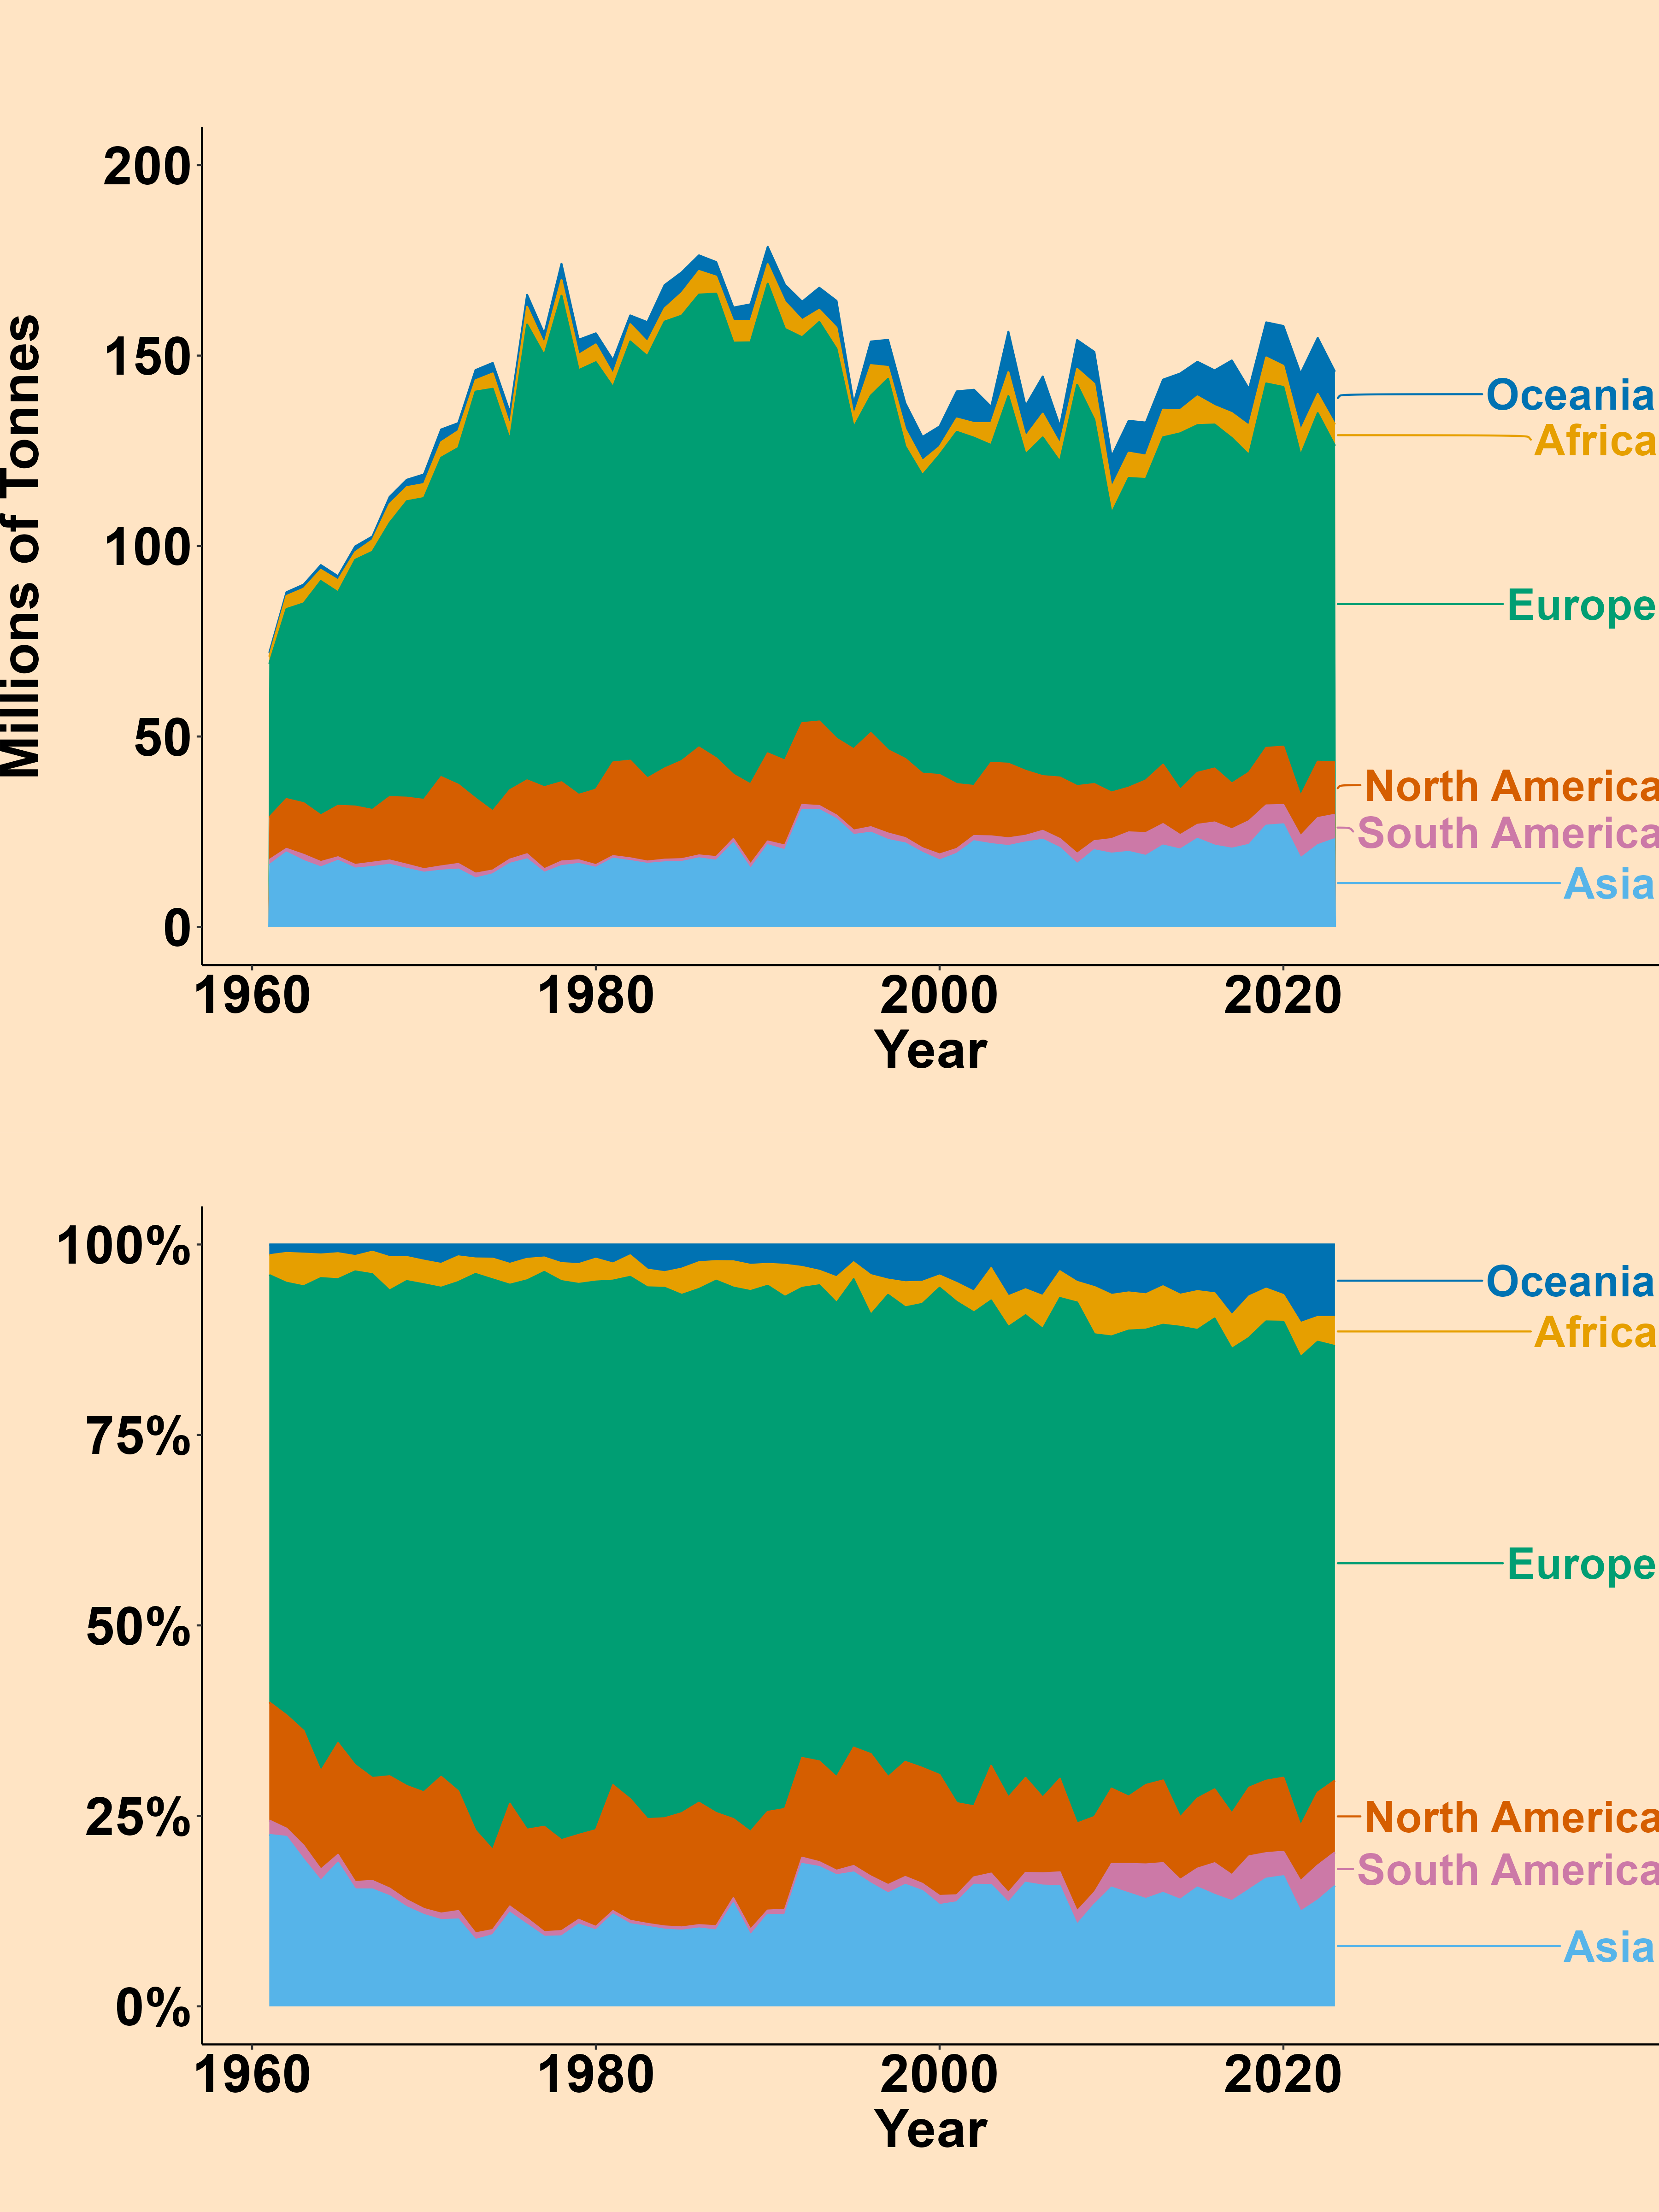 200
150
100
50
0
Millions of Tonnes
Oceania
Africa
Europe
North America
South America
Asia
1960 1980 2000 2020
Year
100%
75%
50%
25%
0%
Oceania
Africa
Europe
North America
South America
Asia
1960 1980 2000 2020
Year